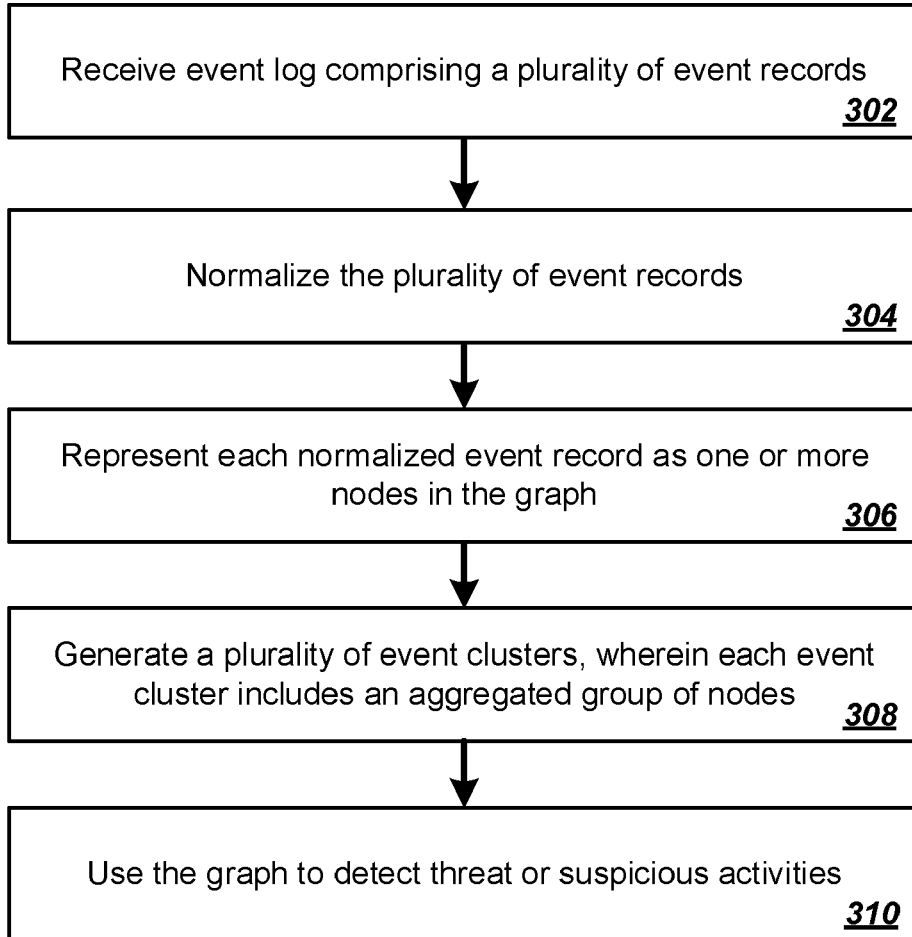 Receive event log comprising a plurality of event records
302
Normalize the plurality of event records
304
Represent each normalized event record as one or more
nodes in the graph
306
Generate a plurality of event clusters, wherein each event
cluster includes an aggregated group of nodes
308
Use the graph to detect threat or suspicious activities
310